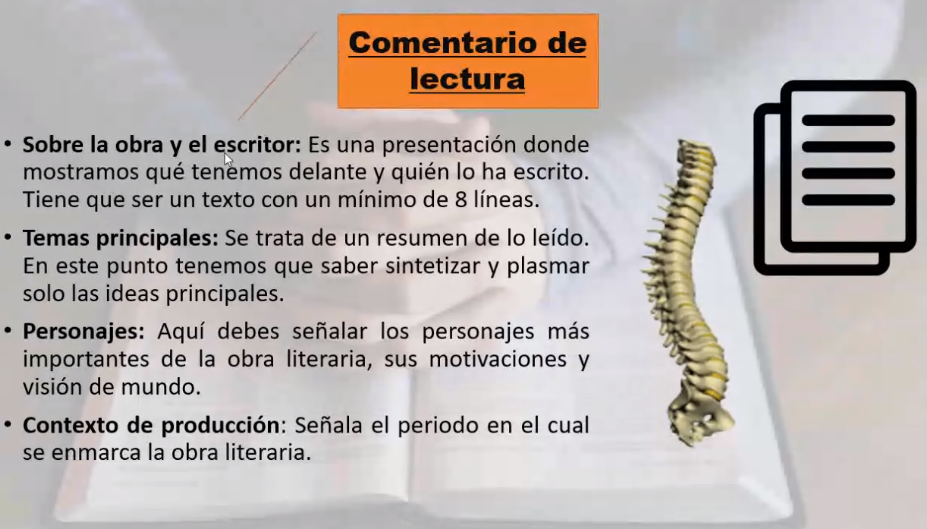 Comentario de
lectura
• Sobre la obra y el escritor: Es una presentación donde
mostramos qué tenemos delante y quién lo ha escrito.
Tiene que ser un texto con un mínimo de 8 líneas.
• Temas principales: Se trata de un resumen de lo leído.
En este punto tenemos que saber sintetizar y plasmar
solo las ideas principales.
• Personajes: Aquí debes señalar los personajes más
importantes de la obra literaria, sus motivaciones y
visión de mundo.
• Contexto de producción: Señala el periodo en el cual
se enmarca la obra literaria.